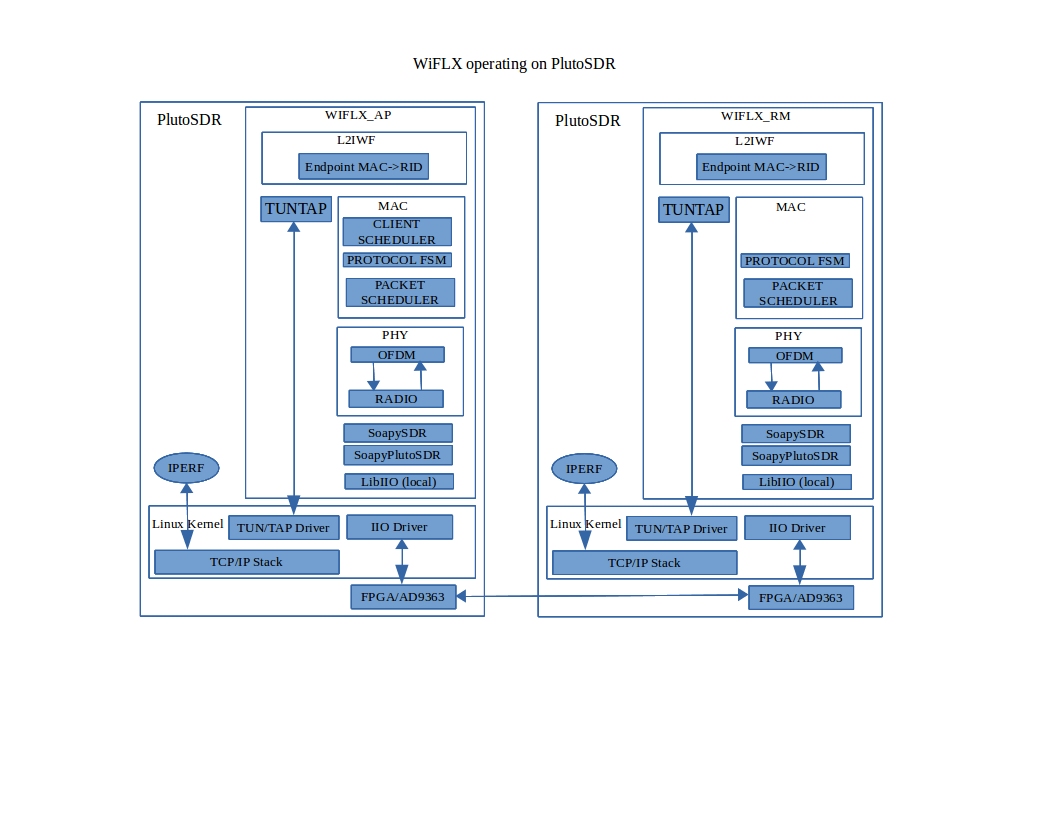 WiFLX operating on PlutoSDR
PlutoSDR
WIFLX_AP
L2IWF
Endpoint MAC->RID
TUNTAP
MAC
CLIENT
SCHEDULER
PROTOCOL FSM
PACKET
SCHEDULER
PHY
OFDM
RADIO
SoapySDR
SoapyPlutoSDR
LibIIO (local)
IPERF
Linux Kernel
TUN/TAP Driver
IIO Driver
TCP/IP Stack
FPGA/AD9363
PlutoSDR
WIFLX_RM
L2IWF
Endpoint MAC->RID
TUNTAP
MAC
PROTOCOL FSM
PACKET
SCHEDULER
PHY
OFDM
RADIO
SoapySDR
SoapyPlutoSDR
LibIIO (local)
IPERF
Linux Kernel
TUN/TAP Driver
IIO Driver
TCP/IP Stack
FPGA/AD9363